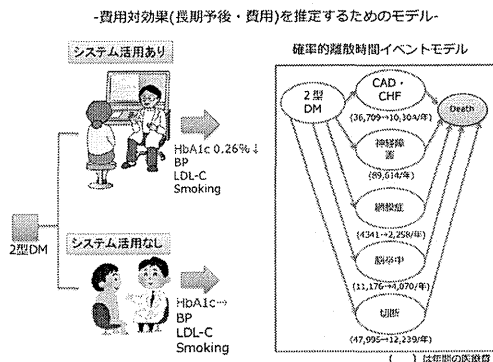 -費用対効果(長期予後・費用)を推定するためのモデル-
システム活用あり
HbA1c 0.26%↓
BP
LDL-C
Smoking
2型DM
システム活用なし
HbA1c→
BP
LDL-C
Smoking
確率的離散時間イベントモデル
2型
DM
CAD・
CHF
(36,709→10,304/年)
Death
神経障
害
(89,614/年)
網膜症
(4341→2,258/年)
脳卒中
(11,176→4,070/年)
切断
(47,995→12,239/年)
( )は年間の医療費